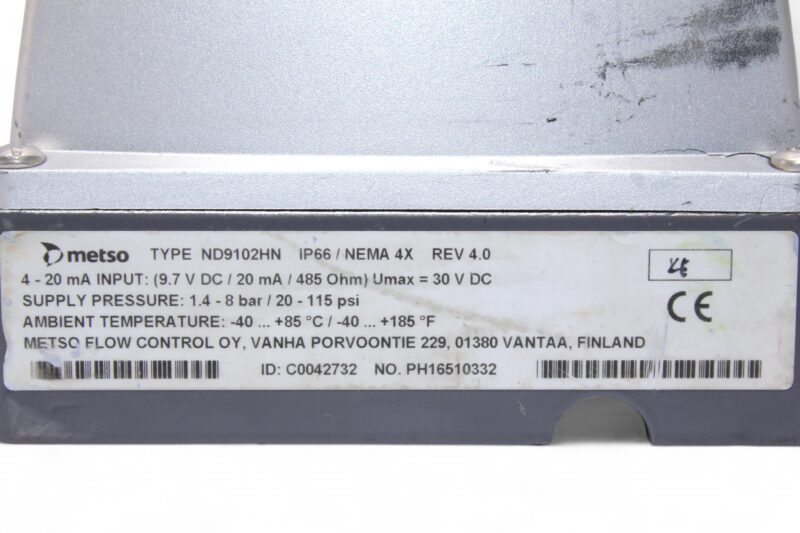 metso TYPE ND9102HN IP66 / NEMA 4X REV 4.0
4 - 20 mA INPUT: (9.7 V DC / 20 mA / 485 Ohm) Umax = 30 V DC
SUPPLY PRESSURE: 1.4 - 8 bar / 20 - 115 psi
AMBIENT TEMPERATURE: -40 ... +85 °C / -40 ... +185 °F
METSO FLOW CONTROL OY, VANHA PORVOONTIE 229, 01380 VANTAA, FINLAND
ID: C0042732 NO. PH16510332
CE